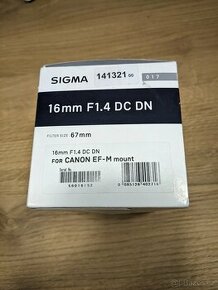 SIGMA
141321
017
16mm F1.4 DC DN
FILTER SIZE 67mm
16mm F1.4 DC DN
FOR CANON EF-M mount